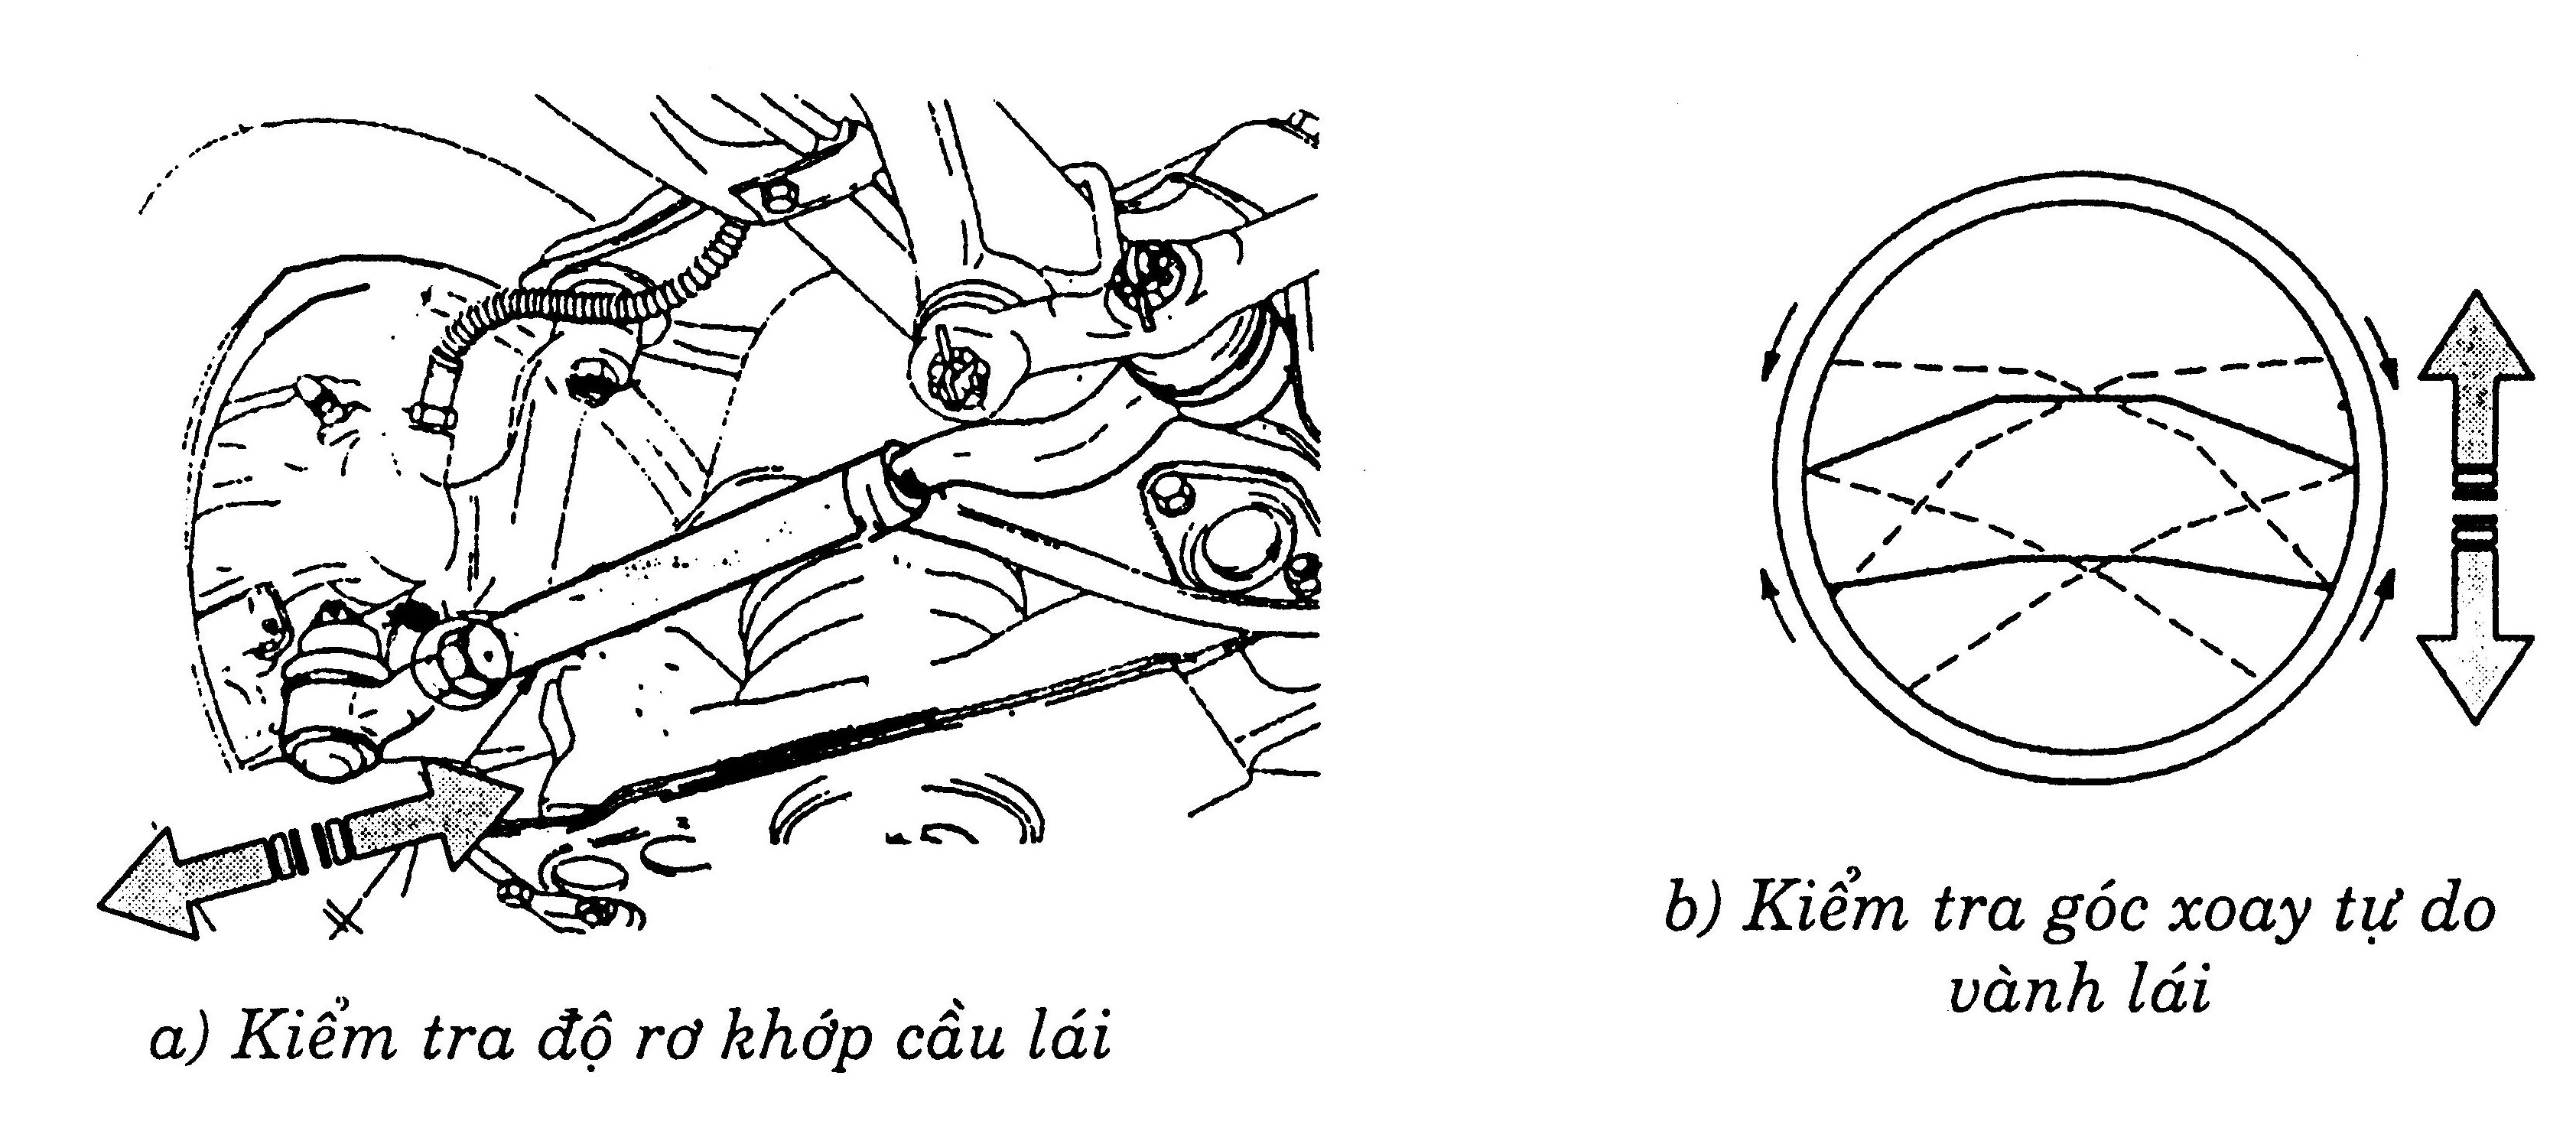 a) Kiểm tra độ rơ khớp cầu lái
b) Kiểm tra góc xoay tự do
vành lái